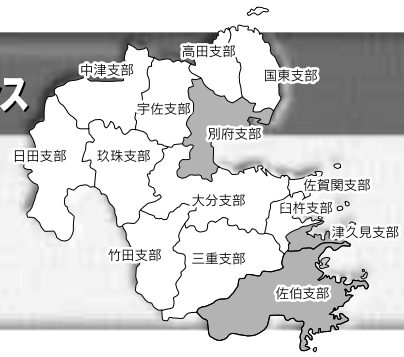 ス
高田支部
中津支部
国東支部
宇佐支部
別府支部
日田支部
玖珠支部
佐賀関支部
大分支部
臼杵支部
津久見支部
竹田支部
三重支部
佐伯支部